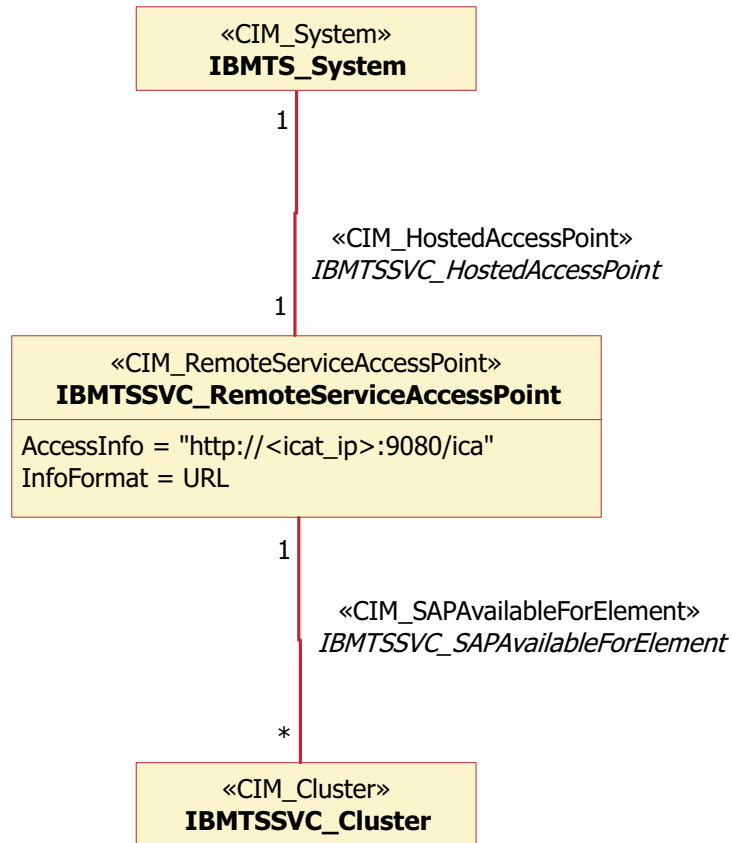 «CIM_System»
IBMTS_System
1
«CIM_HostedAccessPoint»
IBMTSSVC_HostedAccessPoint
1
«CIM_RemoteServiceAccessPoint»
IBMTSSVC_RemoteServiceAccessPoint
AccessInfo = "http://<icat_ip>:9080/ica"
InfoFormat = URL
1
«CIM_SAPAvailableForElement»
IBMTSSVC_SAPAvailableForElement
*
«CIM_Cluster»
IBMTSSVC_Cluster